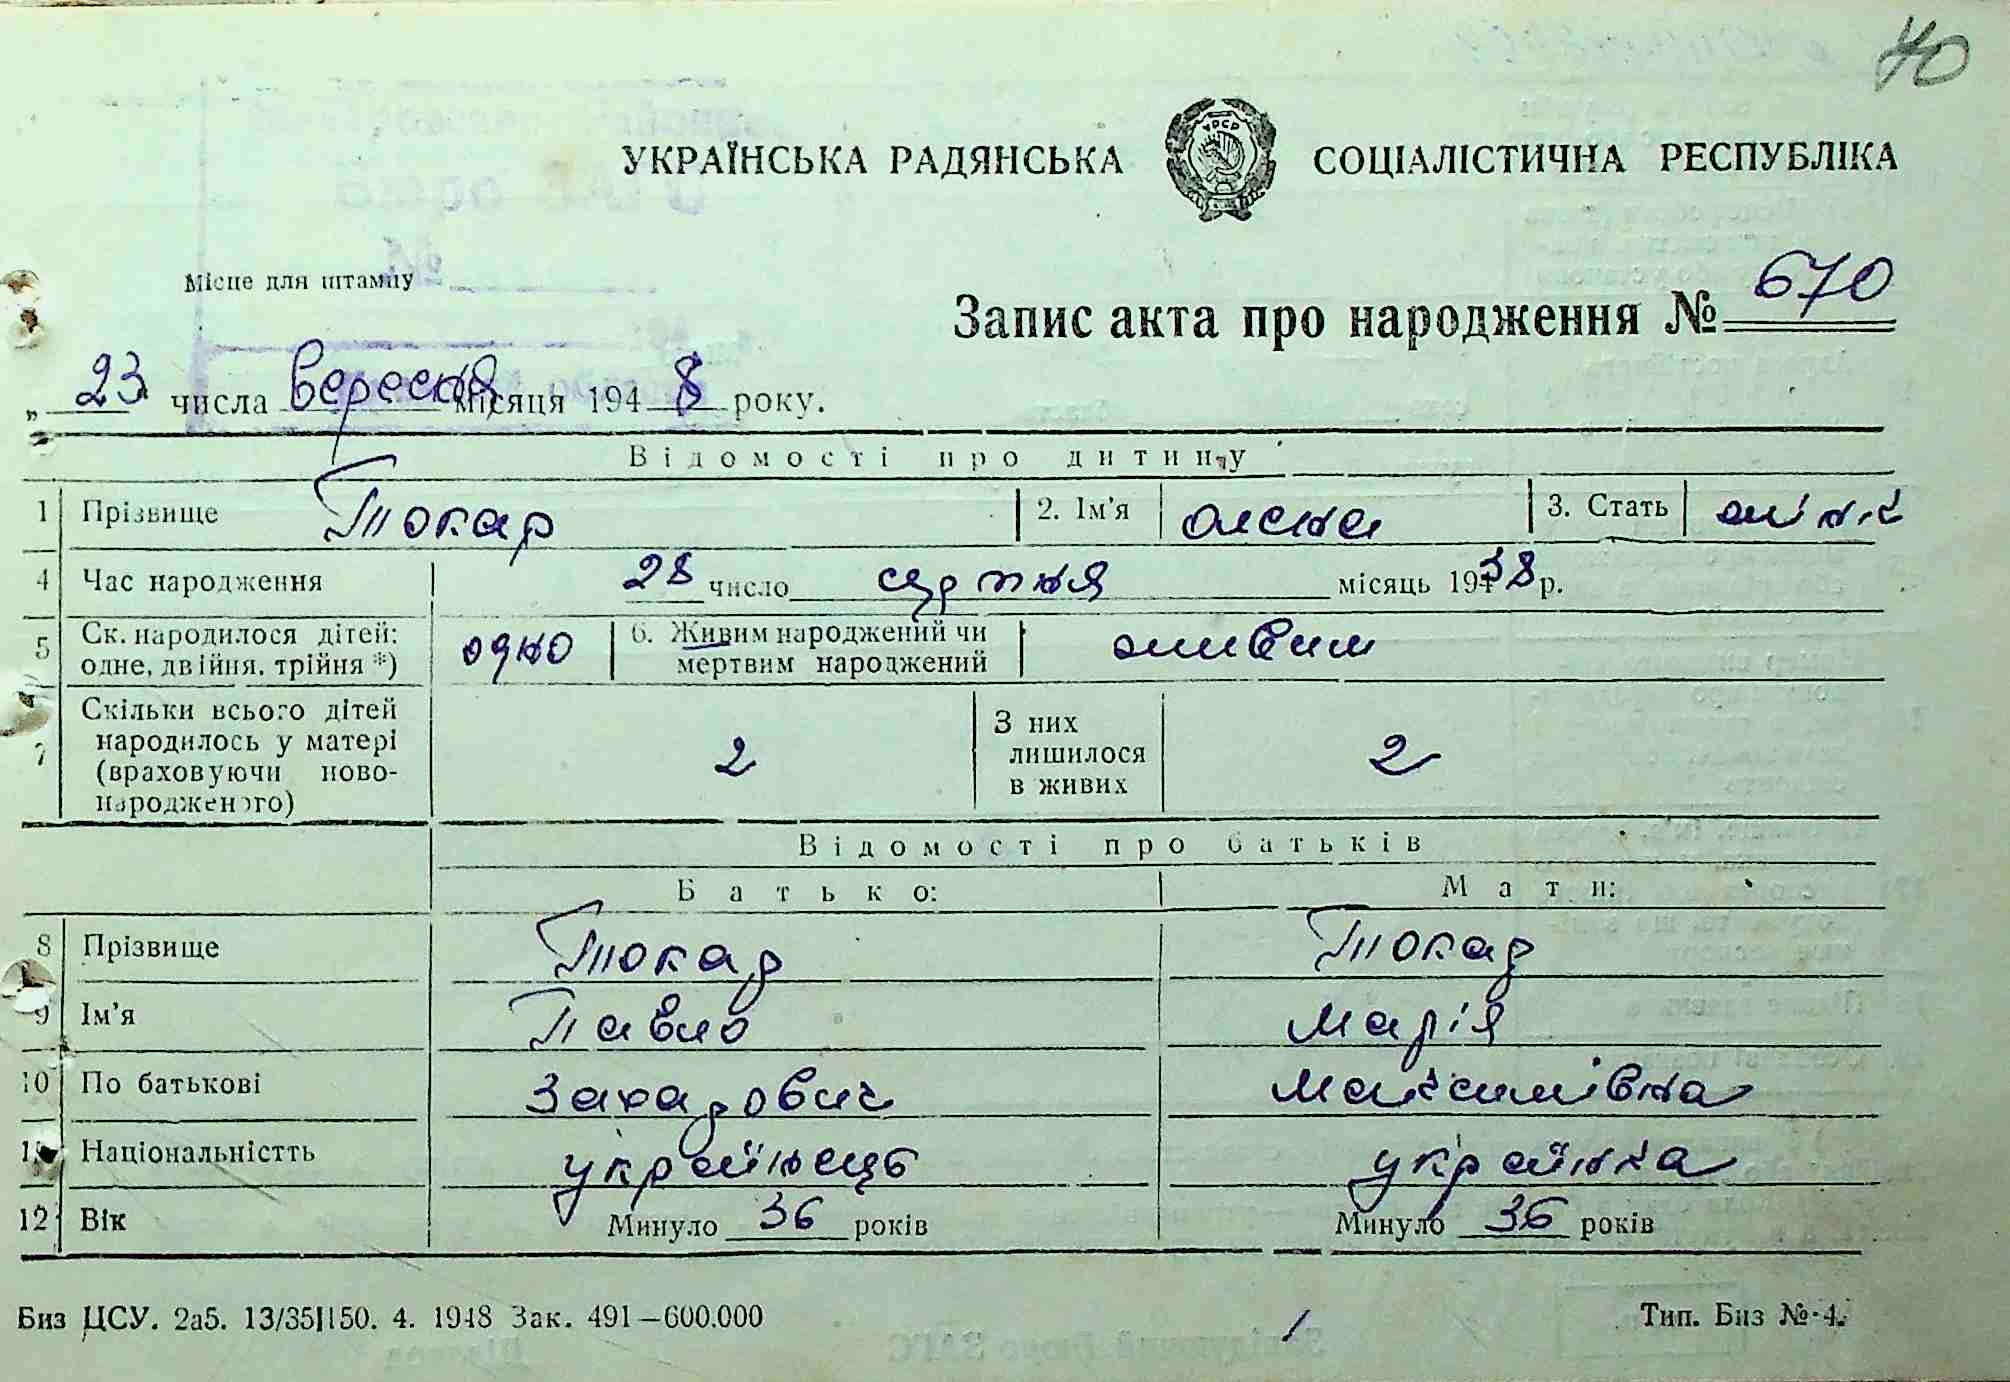 40
УКРАЇНСЬКА РАДЯНСЬКА СОЦІАЛІСТИЧНА РЕСПУБЛІКА
УРСР
Місце для штампу
Запис акта про народження № 670
„23" числа вересня місяця 1948 року.
Відомості про дитину
1 Прізвище Токар 2. Ім'я 3. Стать
4 Час народження 28 число серпня місяць 1938 р.
5 Ск. народилося дітей: одне, двійня, трійня *) одно 6. Живим народжений чи мертвим народжений живим
7 Скільки всього дітей народилось у матері (враховуючи новонародженого) 2 З них лишилося в живих 2
Відомості про батьків
Батько: Мати:
8 Прізвище Токар Токар
9 Ім'я Павло Марія
10 По батькові Захарович Максимівна
11 Національністть українець українка
12 Вік Минуло 36 років Минуло 36 років
Биз ЦСУ. 2а5. 13/35|150. 4. 1948 Зак. 491—600.000 Тип. Биз №-4.